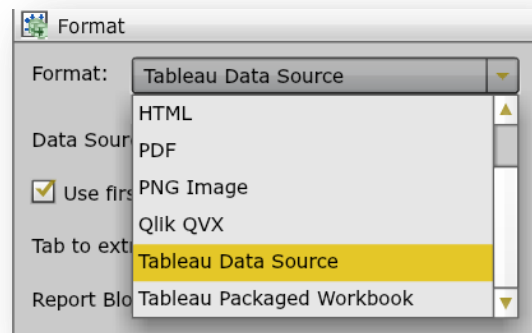 Format
Format: Tableau Data Source
HTML
Data Sour
PDF
Use firs
PNG Image
Qlik QVX
Tab to ext
Tableau Data Source
Report Blo
Tableau Packaged Workbook